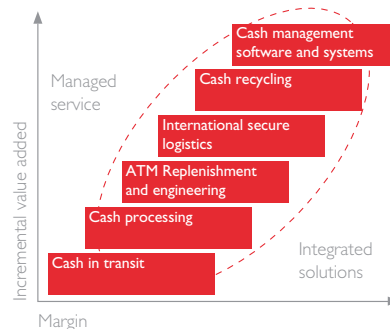 Cash management
software and systems
Managed
service
Cash recycling
International secure
logistics
ATM Replenishment
and engineering
Cash processing
Cash in transit
Integrated
solutions
Incremental value added
Margin